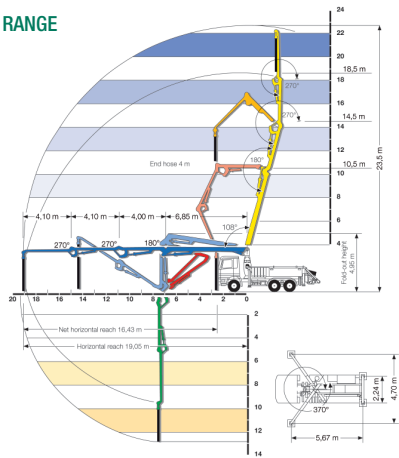 RANGE
24
22
20
18
18,5 m
270°
16
270°
14,5 m
14
End hose 4 m
12
180°
10,5 m
10
23,5 m
8
4,10 m 4,10 m 4,00 m 6,85 m
6
108°
4
270° 270° 180°
Fold-out height
4,95 m
20 18 16 14 12 10 8 6 4 2 0
Net horizontal reach 16,43 m
2
Horizontal reach 19,05 m
4
6
8
370°
2,24 m
4,70 m
10
5,67 m
12
14